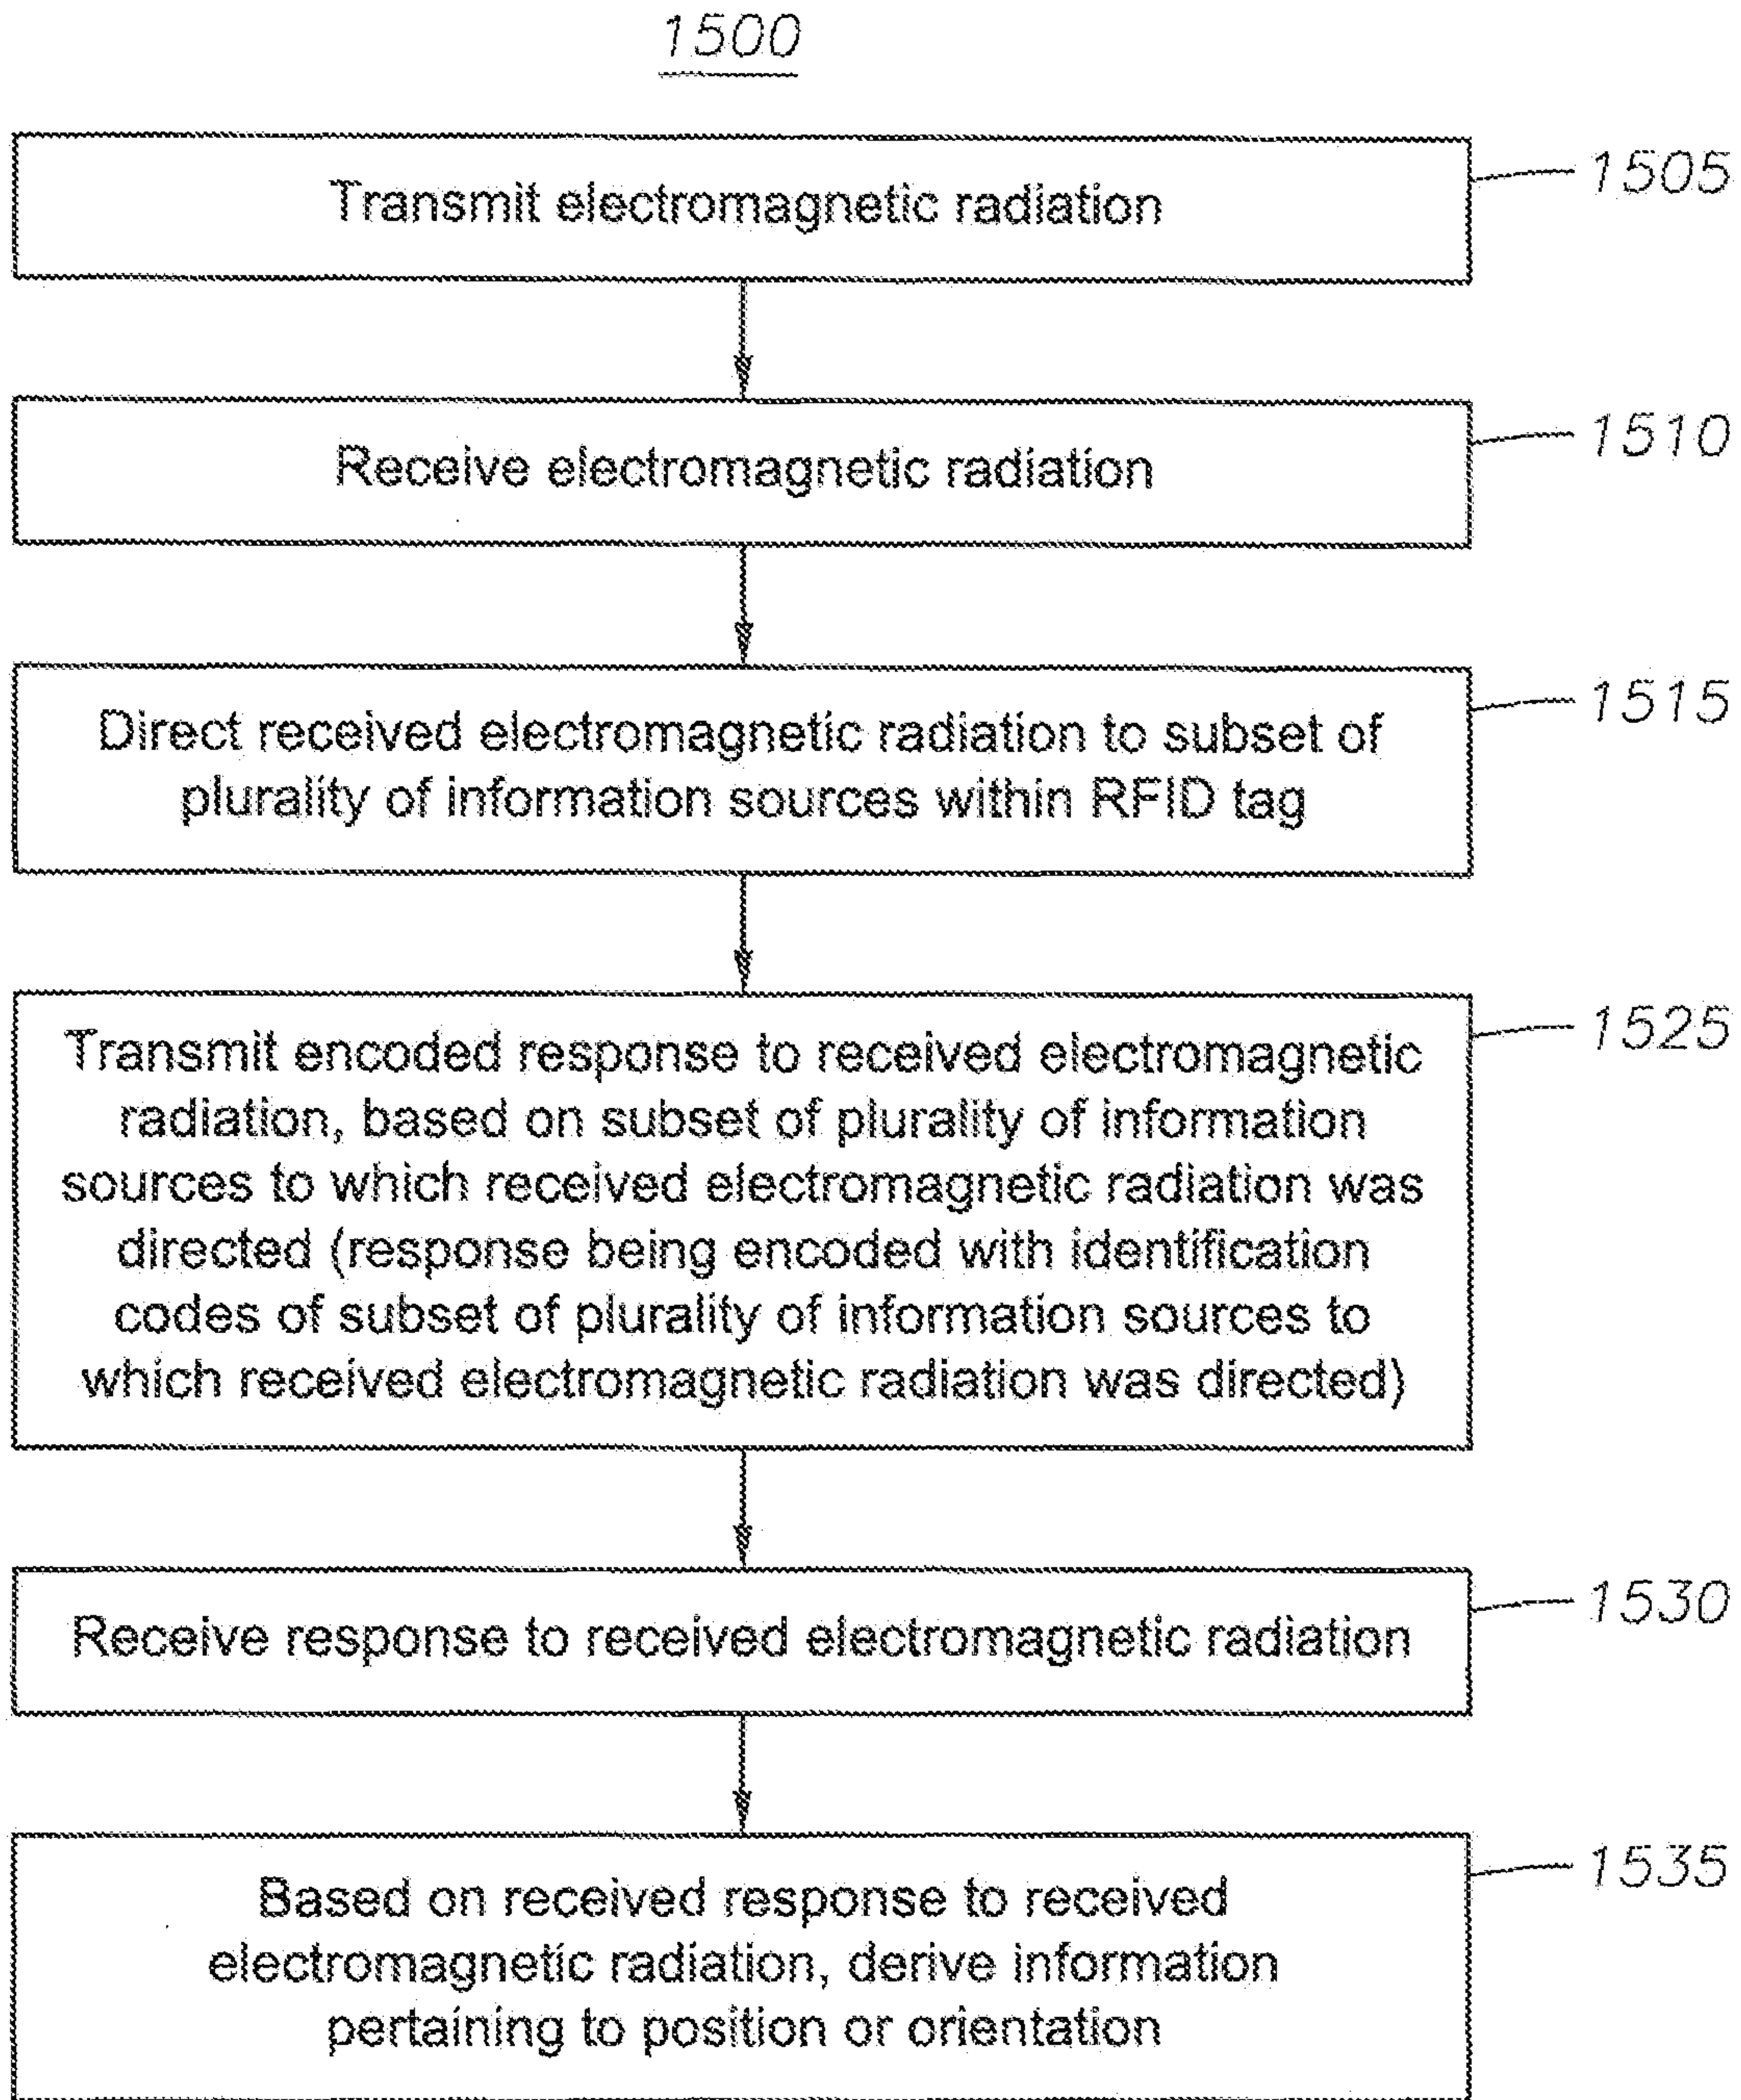 1500
Transmit electromagnetic radiation
1505
Receive electromagnetic radiation
1510
Direct received electromagnetic radiation to subset of
plurality of information sources within RFID tag
1515
Transmit encoded response to received electromagnetic
radiation, based on subset of plurality of information
sources to which received electromagnetic radiation was
directed (response being encoded with identification
codes of subset of plurality of information sources to
which received electromagnetic radiation was directed)
1525
Receive response to received electromagnetic radiation
1530
Based on received response to received
electromagnetic radiation, derive information
pertaining to position or orientation
1535